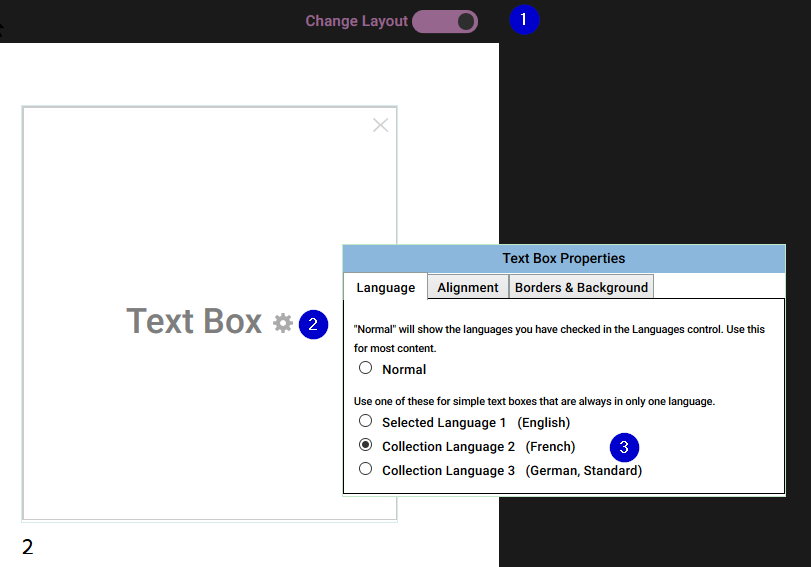 Change Layout
1
Text Box
2
Text Box Properties
Language
Alignment
Borders & Background
"Normal" will show the languages you have checked in the Languages control. Use this
for most content.
Normal
Use one of these for simple text boxes that are always in only one language.
Selected Language 1 (English)
Collection Language 2 (French)
3
Collection Language 3 (German, Standard)
2